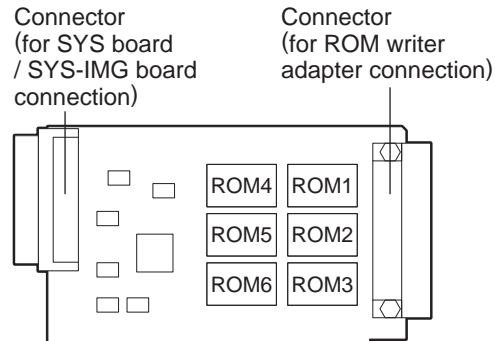 Connector
(for SYS board
/ SYS-IMG board
connection)
Connector
(for ROM writer
adapter connection)
ROM4 ROM1
ROM5 ROM2
ROM6 ROM3